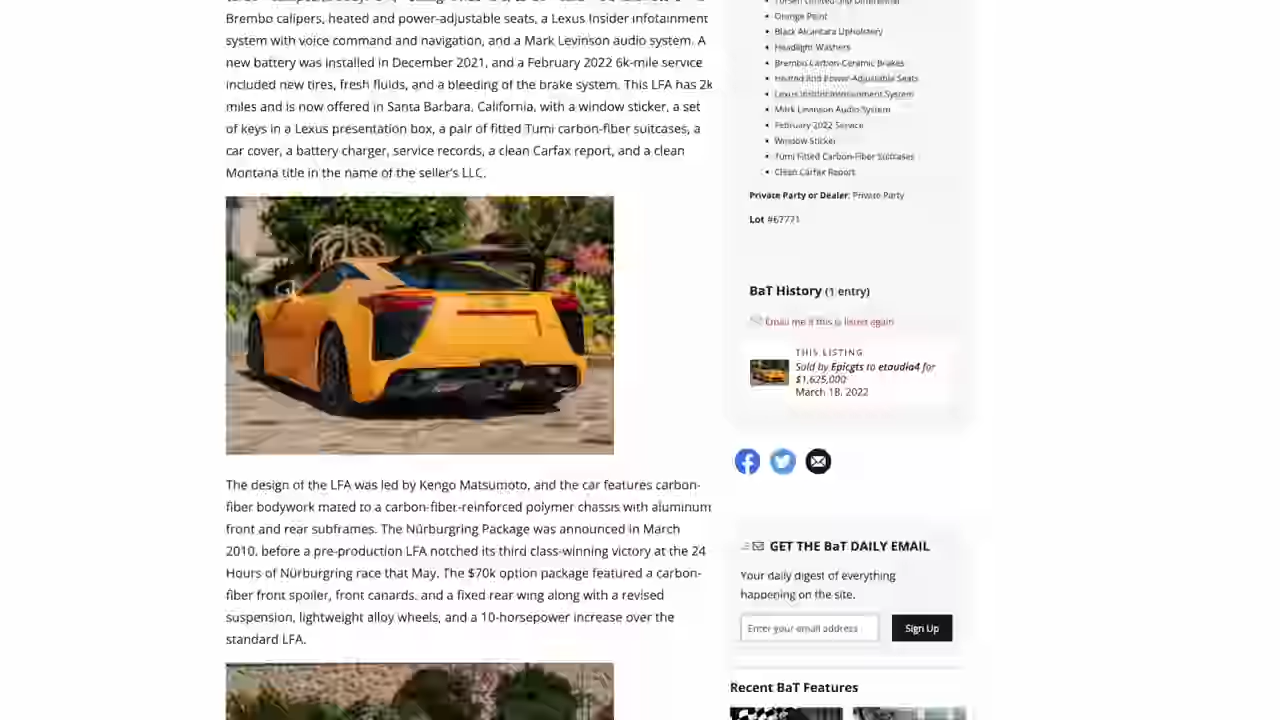 Brembo calipers, heated and power-adjustable seats, a Lexus Insider infotainment
system with voice command and navigation, and a Mark Levinson audio system. A
new battery was installed in December 2021, and a February 2022 6k-mile service
included new tires, fresh fluids, and a bleeding of the brake system. This LFA has 2k
miles and is now offered in Santa Barbara, California, with a window sticker, a set
of keys in a Lexus presentation box, a pair of fitted Tumi carbon-fiber suitcases, a
car cover, a battery charger, service records, a clean Carfax report, and a clean
Montana title in the name of the seller's LLC.
The design of the LFA was led by Kengo Matsumoto, and the car features carbon-
fiber bodywork mated to a carbon-fiber-reinforced polymer chassis with aluminum
front and rear subframes. The Nürburgring Package was announced in March
2010, before a pre-production LFA notched its third class-winning victory at the 24
Hours of Nürburgring race that May. The $70k option package featured a carbon-
fiber front spoiler, front canards, and a fixed rear wing along with a revised
suspension, lightweight alloy wheels, and a 10-horsepower increase over the
standard LFA.
Orange Paint
Black Alcantara Upholstery
Headlight Washers
Brembo Carbon-Ceramic Brakes
Heated And Power-Adjustable Seats
Lexus Insider Infotainment System
Mark Levinson Audio System
February 2022 Service
Window Sticker
Tumi Fitted Carbon-Fiber Suitcases
Clean Carfax Report
Private Party or Dealer: Private Party
Lot #67771
BaT History (1 entry)
Email me if this is listed again
THIS LISTING
Sold by Epicgts to etaudia4 for
$1,625,000
March 18, 2022
GET THE BaT DAILY EMAIL
Your daily digest of everything
happening on the site.
Enter your email address
Sign Up
Recent BaT Features